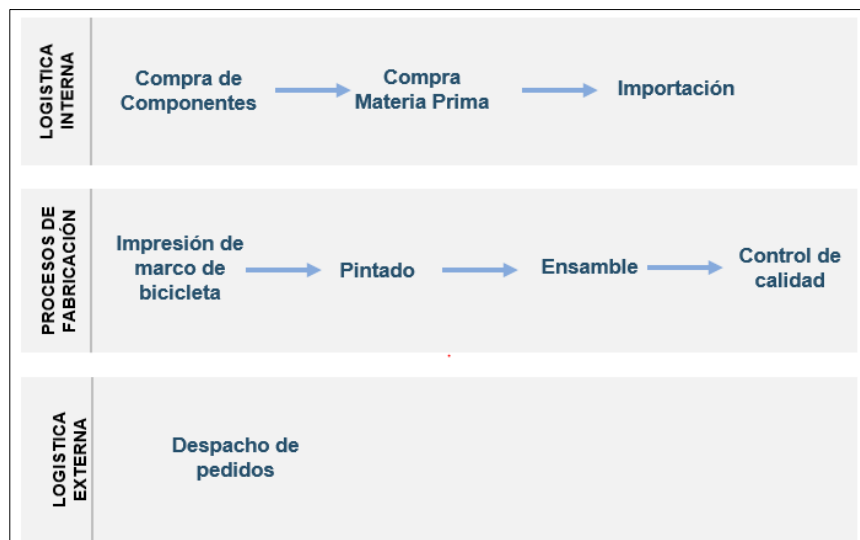 LOGISTICA
INTERNA
Compra de
Componentes
Compra
Materia Prima
Importación
PROCESOS DE
FABRICACIÓN
Impresión de
marco de
bicicleta
Pintado
Ensamble
Control de
calidad
LOGISTICA
EXTERNA
Despacho de
pedidos